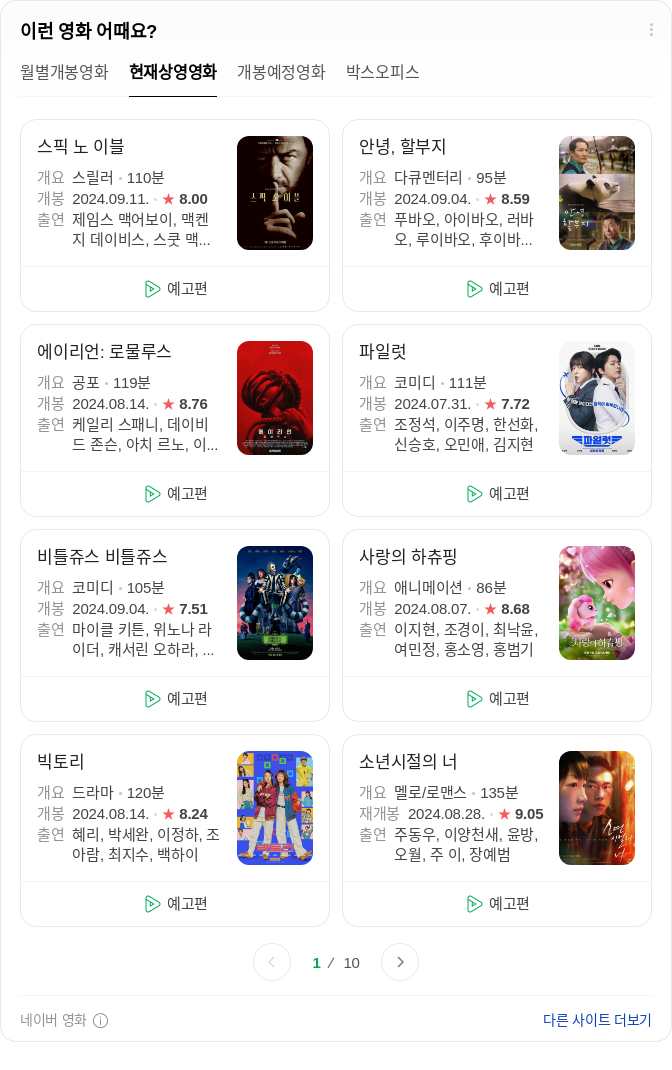 이런 영화 어때요?
월별개봉영화 현재상영영화 개봉예정영화 박스오피스
스픽 노 이블
개요 스릴러 · 110분
개봉 2024.09.11. · ★ 8.00
출연 제임스 맥어보이, 맥켄
지 데이비스, 스쿳 맥...
스픽 노 이블
예고편
안녕, 할부지
개요 다큐멘터리 · 95분
개봉 2024.09.04. · ★ 8.59
출연 푸바오, 아이바오, 러바
오, 루이바오, 후이바...
안녕
할부지
예고편
에이리언: 로물루스
개요 공포 · 119분
개봉 2024.08.14. · ★ 8.76
출연 케일리 스패니, 데이비
드 존슨, 아치 르노, 이...
에이리언
예고편
파일럿
개요 코미디 · 111분
개봉 2024.07.31. · ★ 7.72
출연 조정석, 이주명, 한선화,
신승호, 오민애, 김지현
파일럿
예고편
비틀쥬스 비틀쥬스
개요 코미디 · 105분
개봉 2024.09.04. · ★ 7.51
출연 마이클 키튼, 위노나 라
이더, 캐서린 오하라, ...
예고편
사랑의 하츄핑
개요 애니메이션 · 86분
개봉 2024.08.07. · ★ 8.68
출연 이지현, 조경이, 최낙윤,
여민정, 홍소영, 홍범기
사랑의 하츄핑
예고편
빅토리
개요 드라마 · 120분
개봉 2024.08.14. · ★ 8.24
출연 혜리, 박세완, 이정하, 조
아람, 최지수, 백하이
빅토리
예고편
소년시절의 너
개요 멜로/로맨스 · 135분
재개봉 2024.08.28. · ★ 9.05
출연 주동우, 이양천새, 윤방,
오월, 주 이, 장예범
소년
시절의
너
예고편
1 / 10
네이버 영화
다른 사이트 더보기